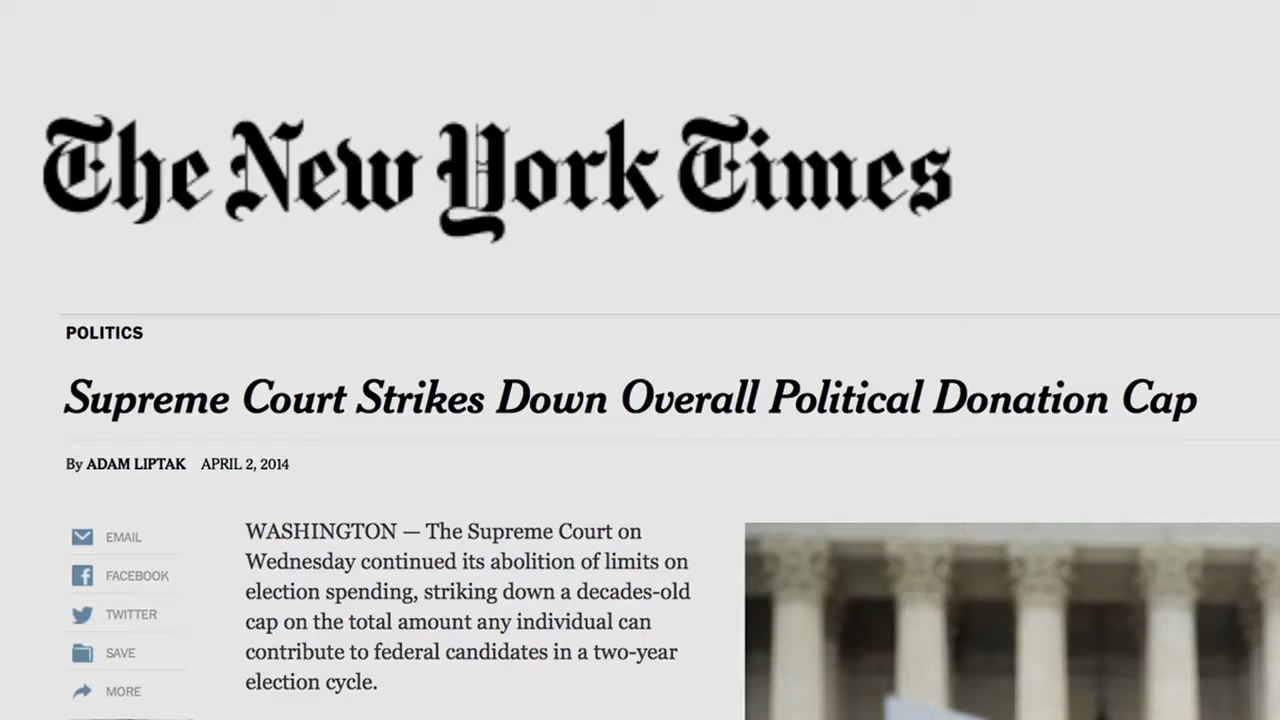 The New York Times
POLITICS
Supreme Court Strikes Down Overall Political Donation Cap
By ADAM LIPTAK APRIL 2, 2014
EMAIL
FACEBOOK
TWITTER
SAVE
MORE
WASHINGTON — The Supreme Court on
Wednesday continued its abolition of limits on
election spending, striking down a decades-old
cap on the total amount any individual can
contribute to federal candidates in a two-year
election cycle.